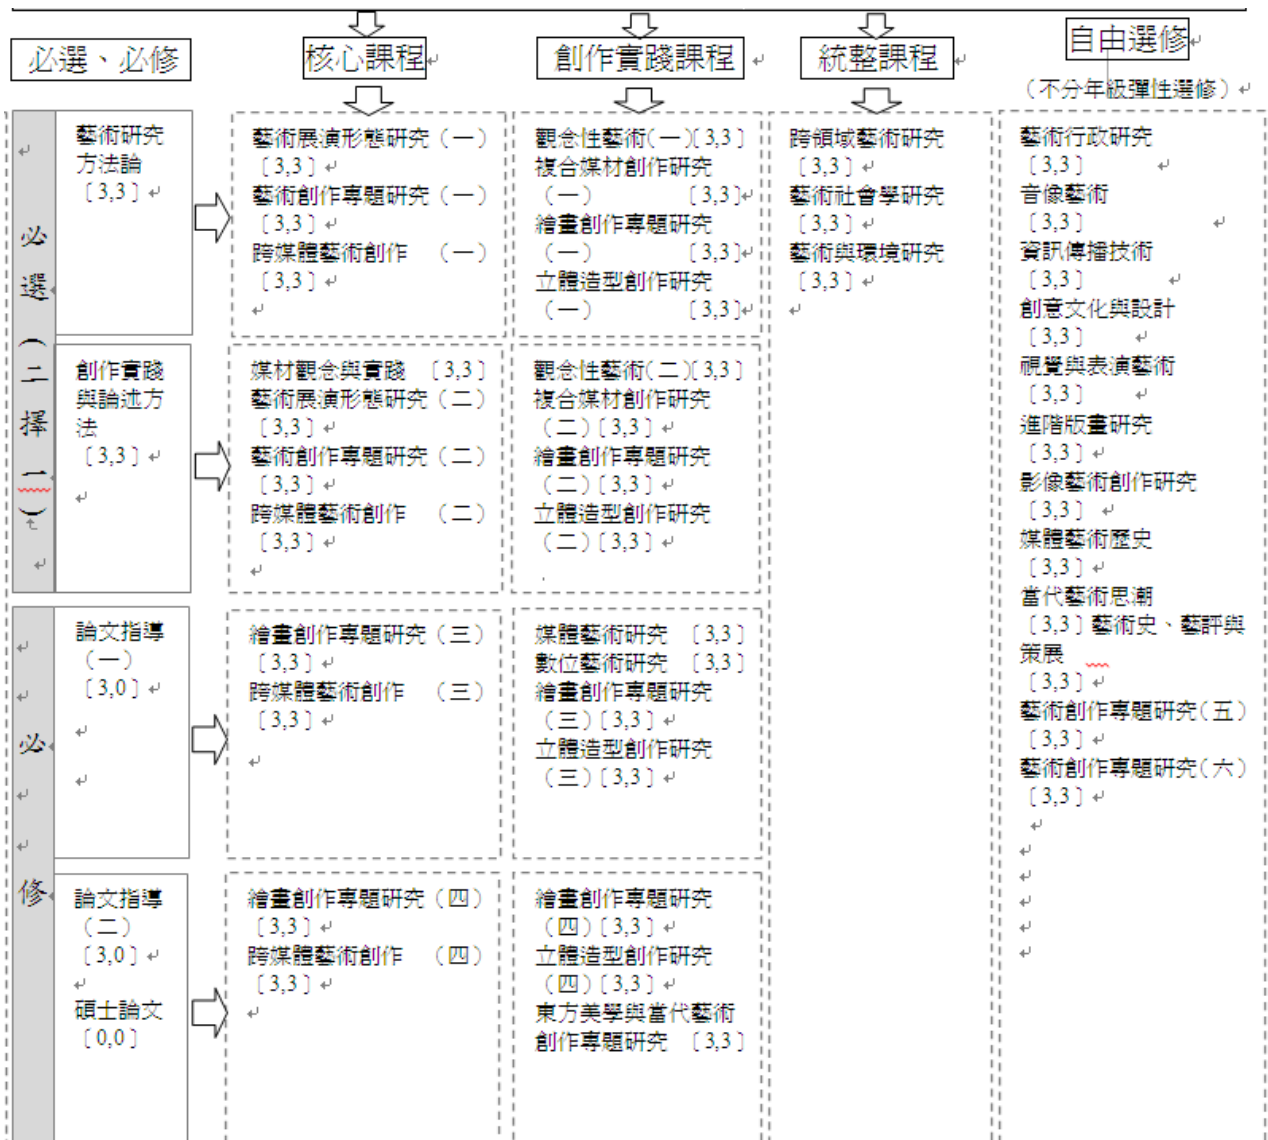 必選、必修
核心課程
創作實踐課程
統整課程
自由選修
（不分年級彈性選修）
必
選
（
二
擇
一
）
藝術研究
方法論
〔3,3〕
藝術展演形態研究（一）
〔3,3〕
藝術創作專題研究（一）
〔3,3〕
跨媒體藝術創作　（一）
〔3,3〕
觀念性藝術(一)〔3,3〕
複合媒材創作研究
（一）　　　〔3,3〕
繪畫創作專題研究
（一）　　　〔3,3〕
立體造型創作研究
（一）　　　〔3,3〕
跨領域藝術研究
〔3,3〕
藝術社會學研究
〔3,3〕
藝術與環境研究
〔3,3〕
藝術行政研究
〔3,3〕
音像藝術
〔3,3〕
資訊傳播技術
〔3,3〕
創意文化與設計
〔3,3〕
視覺與表演藝術
〔3,3〕
進階版畫研究
〔3,3〕
影像藝術創作研究
〔3,3〕
媒體藝術歷史
〔3,3〕
當代藝術思潮
〔3,3〕藝術史、藝評與
策展
〔3,3〕
藝術創作專題研究(五)
〔3,3〕
藝術創作專題研究(六)
〔3,3〕
創作實踐
與論述方
法
〔3,3〕
媒材觀念與實踐　〔3,3〕
藝術展演形態研究（二）
〔3,3〕
藝術創作專題研究（二）
〔3,3〕
跨媒體藝術創作　（二）
〔3,3〕
觀念性藝術(二)〔3,3〕
複合媒材創作研究
（二）〔3,3〕
繪畫創作專題研究
（二）〔3,3〕
立體造型創作研究
（二）〔3,3〕
必
修
論文指導
（一）
〔3,0〕
繪畫創作專題研究（三）
〔3,3〕
跨媒體藝術創作　（三）
〔3,3〕
媒體藝術研究　〔3,3〕
數位藝術研究　〔3,3〕
繪畫創作專題研究
（三）〔3,3〕
立體造型創作研究
（三）〔3,3〕
論文指導
（二）
〔3,0〕
碩士論文
〔0,0〕
繪畫創作專題研究（四）
〔3,3〕
跨媒體藝術創作　（四）
〔3,3〕
繪畫創作專題研究
（四）〔3,3〕
立體造型創作研究
（四）〔3,3〕
東方美學與當代藝術
創作專題研究　〔3,3〕